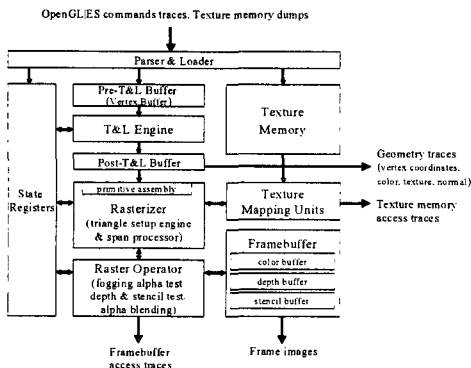 OpenGL|ES commands traces. Texture memory dumps
Parser & Loader
Pre-T&L Buffer
(Vertex Buffer)
T&L Engine
Post-T&L Buffer
Texture
Memory
Geometry traces
(vertex coordinates,
color, texture, normal)
State
Registers
primitive assembly
Rasterizer
(triangle setup engine
& span processor)
Texture
Mapping Units
Texture memory
access traces
Raster Operator
(fogging alpha test
depth & stencil test
alpha blending)
Framebuffer
color buffer
depth buffer
stencil buffer
Framebuffer
access traces
Frame images